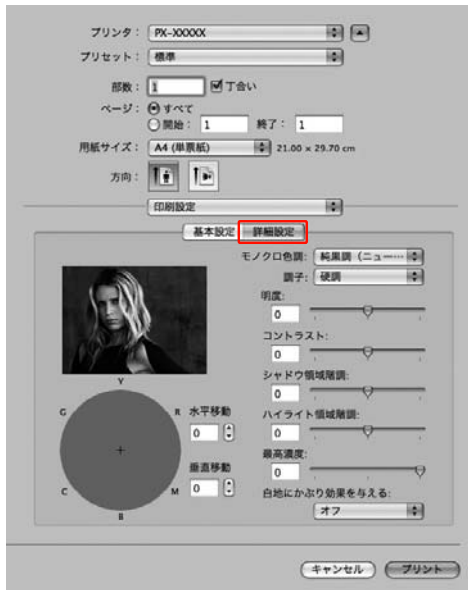 プリンタ: PX-XXXXX
プリセット: 標準
部数: 1 丁合い
ページ: すべて
開始: 1 終了: 1
用紙サイズ: A4 (単票紙) 21.00 x 29.70 cm
方向:
印刷設定
基本設定 詳細設定
モノクロ色調: 純黒調 (ニュー…
調子: 硬調
明度:
0
コントラスト:
0
シャドウ領域階調:
0
ハイライト領域階調:
0
最高濃度:
0
白地にかぶり効果を与える:
オフ
Y
G R
C M
B
水平移動
0
垂直移動
0
キャンセル プリント